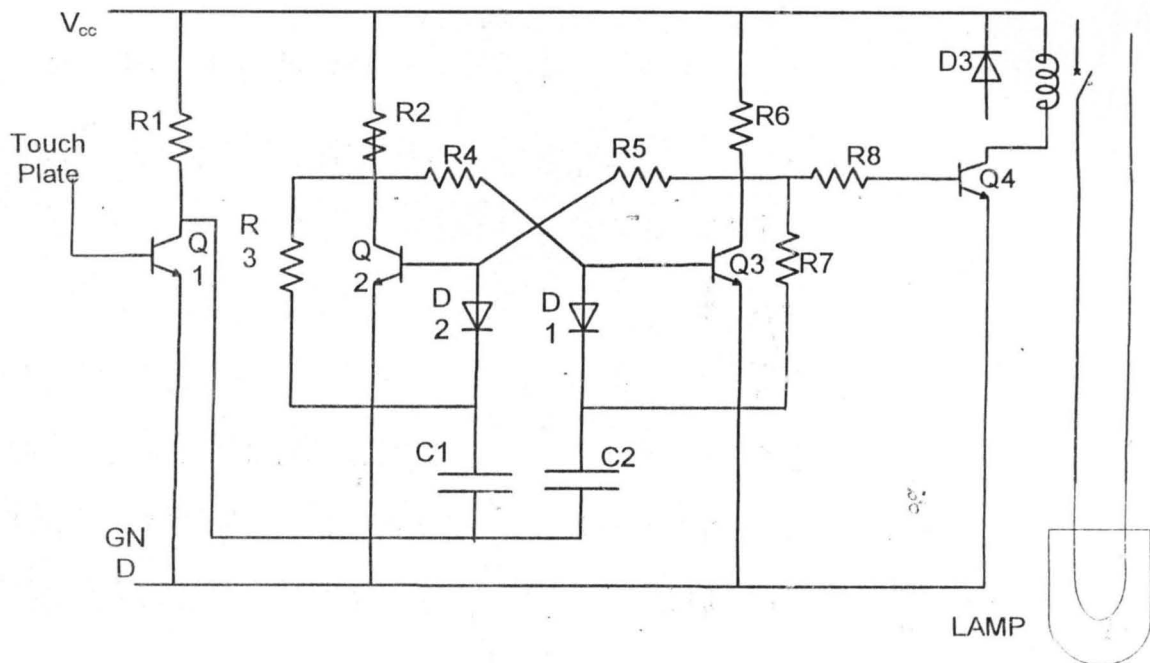 Vcc
D3
R1
R2
R6
Touch
Plate
R4
R5
R8
Q4
R
3
Q
1
Q
2
Q3
R7
D
2
D
1
C1
C2
GN
D
LAMP